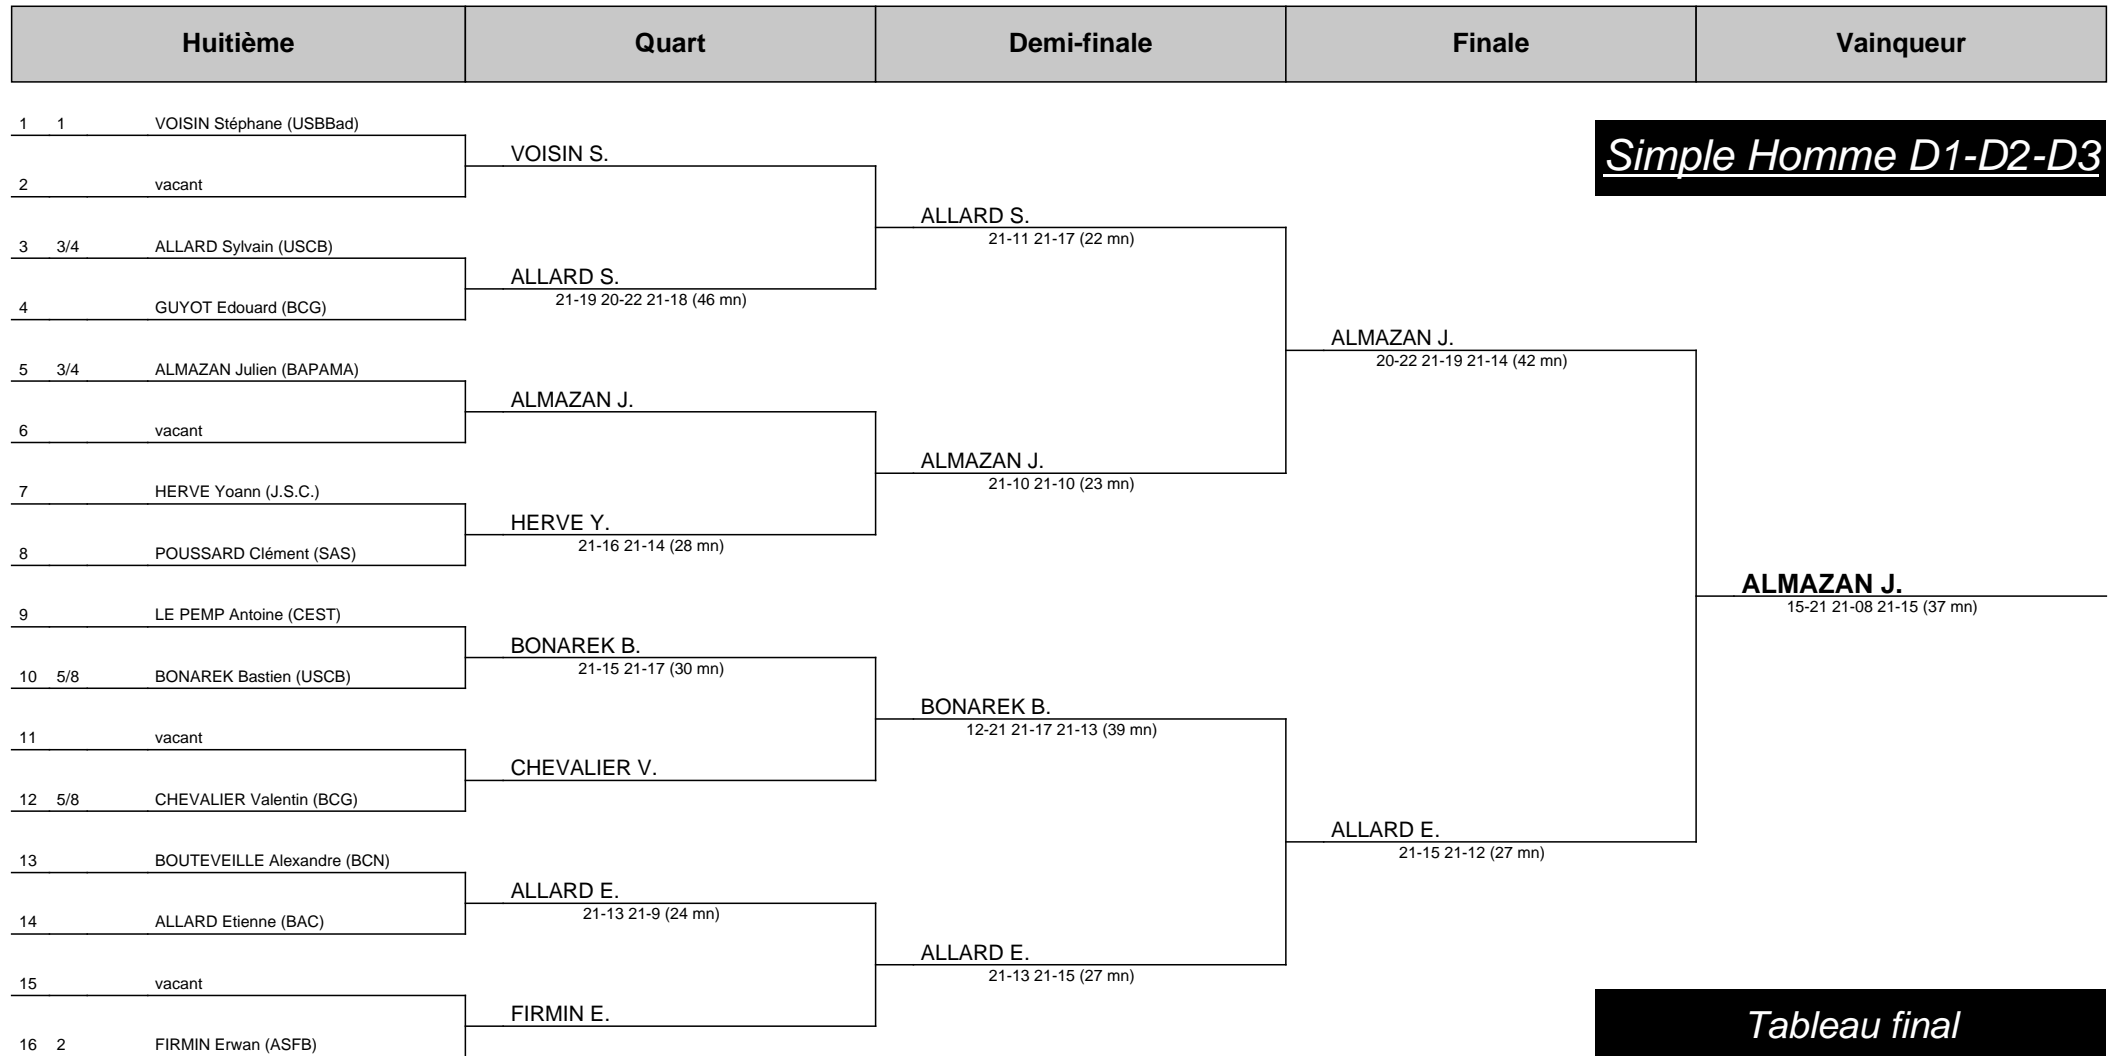 Huitième Quart Demi-finale Finale Vainqueur
1 1 VOISIN Stéphane (USBBad)
VOISIN S.
Simple Homme D1-D2-D3
2 vacant
ALLARD S.
21-11 21-17 (22 mn)
3 3/4 ALLARD Sylvain (USCB)
ALLARD S.
21-19 20-22 21-18 (46 mn)
4 GUYOT Edouard (BCG)
ALMAZAN J.
20-22 21-19 21-14 (42 mn)
5 3/4 ALMAZAN Julien (BAPAMA)
ALMAZAN J.
6 vacant
ALMAZAN J.
21-10 21-10 (23 mn)
7 HERVE Yoann (J.S.C.)
HERVE Y.
21-16 21-14 (28 mn)
8 POUSSARD Clément (SAS)
ALMAZAN J.
15-21 21-08 21-15 (37 mn)
9 LE PEMP Antoine (CEST)
BONAREK B.
21-15 21-17 (30 mn)
10 5/8 BONAREK Bastien (USCB)
BONAREK B.
12-21 21-17 21-13 (39 mn)
11 vacant
CHEVALIER V.
12 5/8 CHEVALIER Valentin (BCG)
ALLARD E.
21-15 21-12 (27 mn)
13 BOUTEVEILLE Alexandre (BCN)
ALLARD E.
21-13 21-9 (24 mn)
14 ALLARD Etienne (BAC)
ALLARD E.
21-13 21-15 (27 mn)
15 vacant
FIRMIN E.
Tableau final
16 2 FIRMIN Erwan (ASFB)